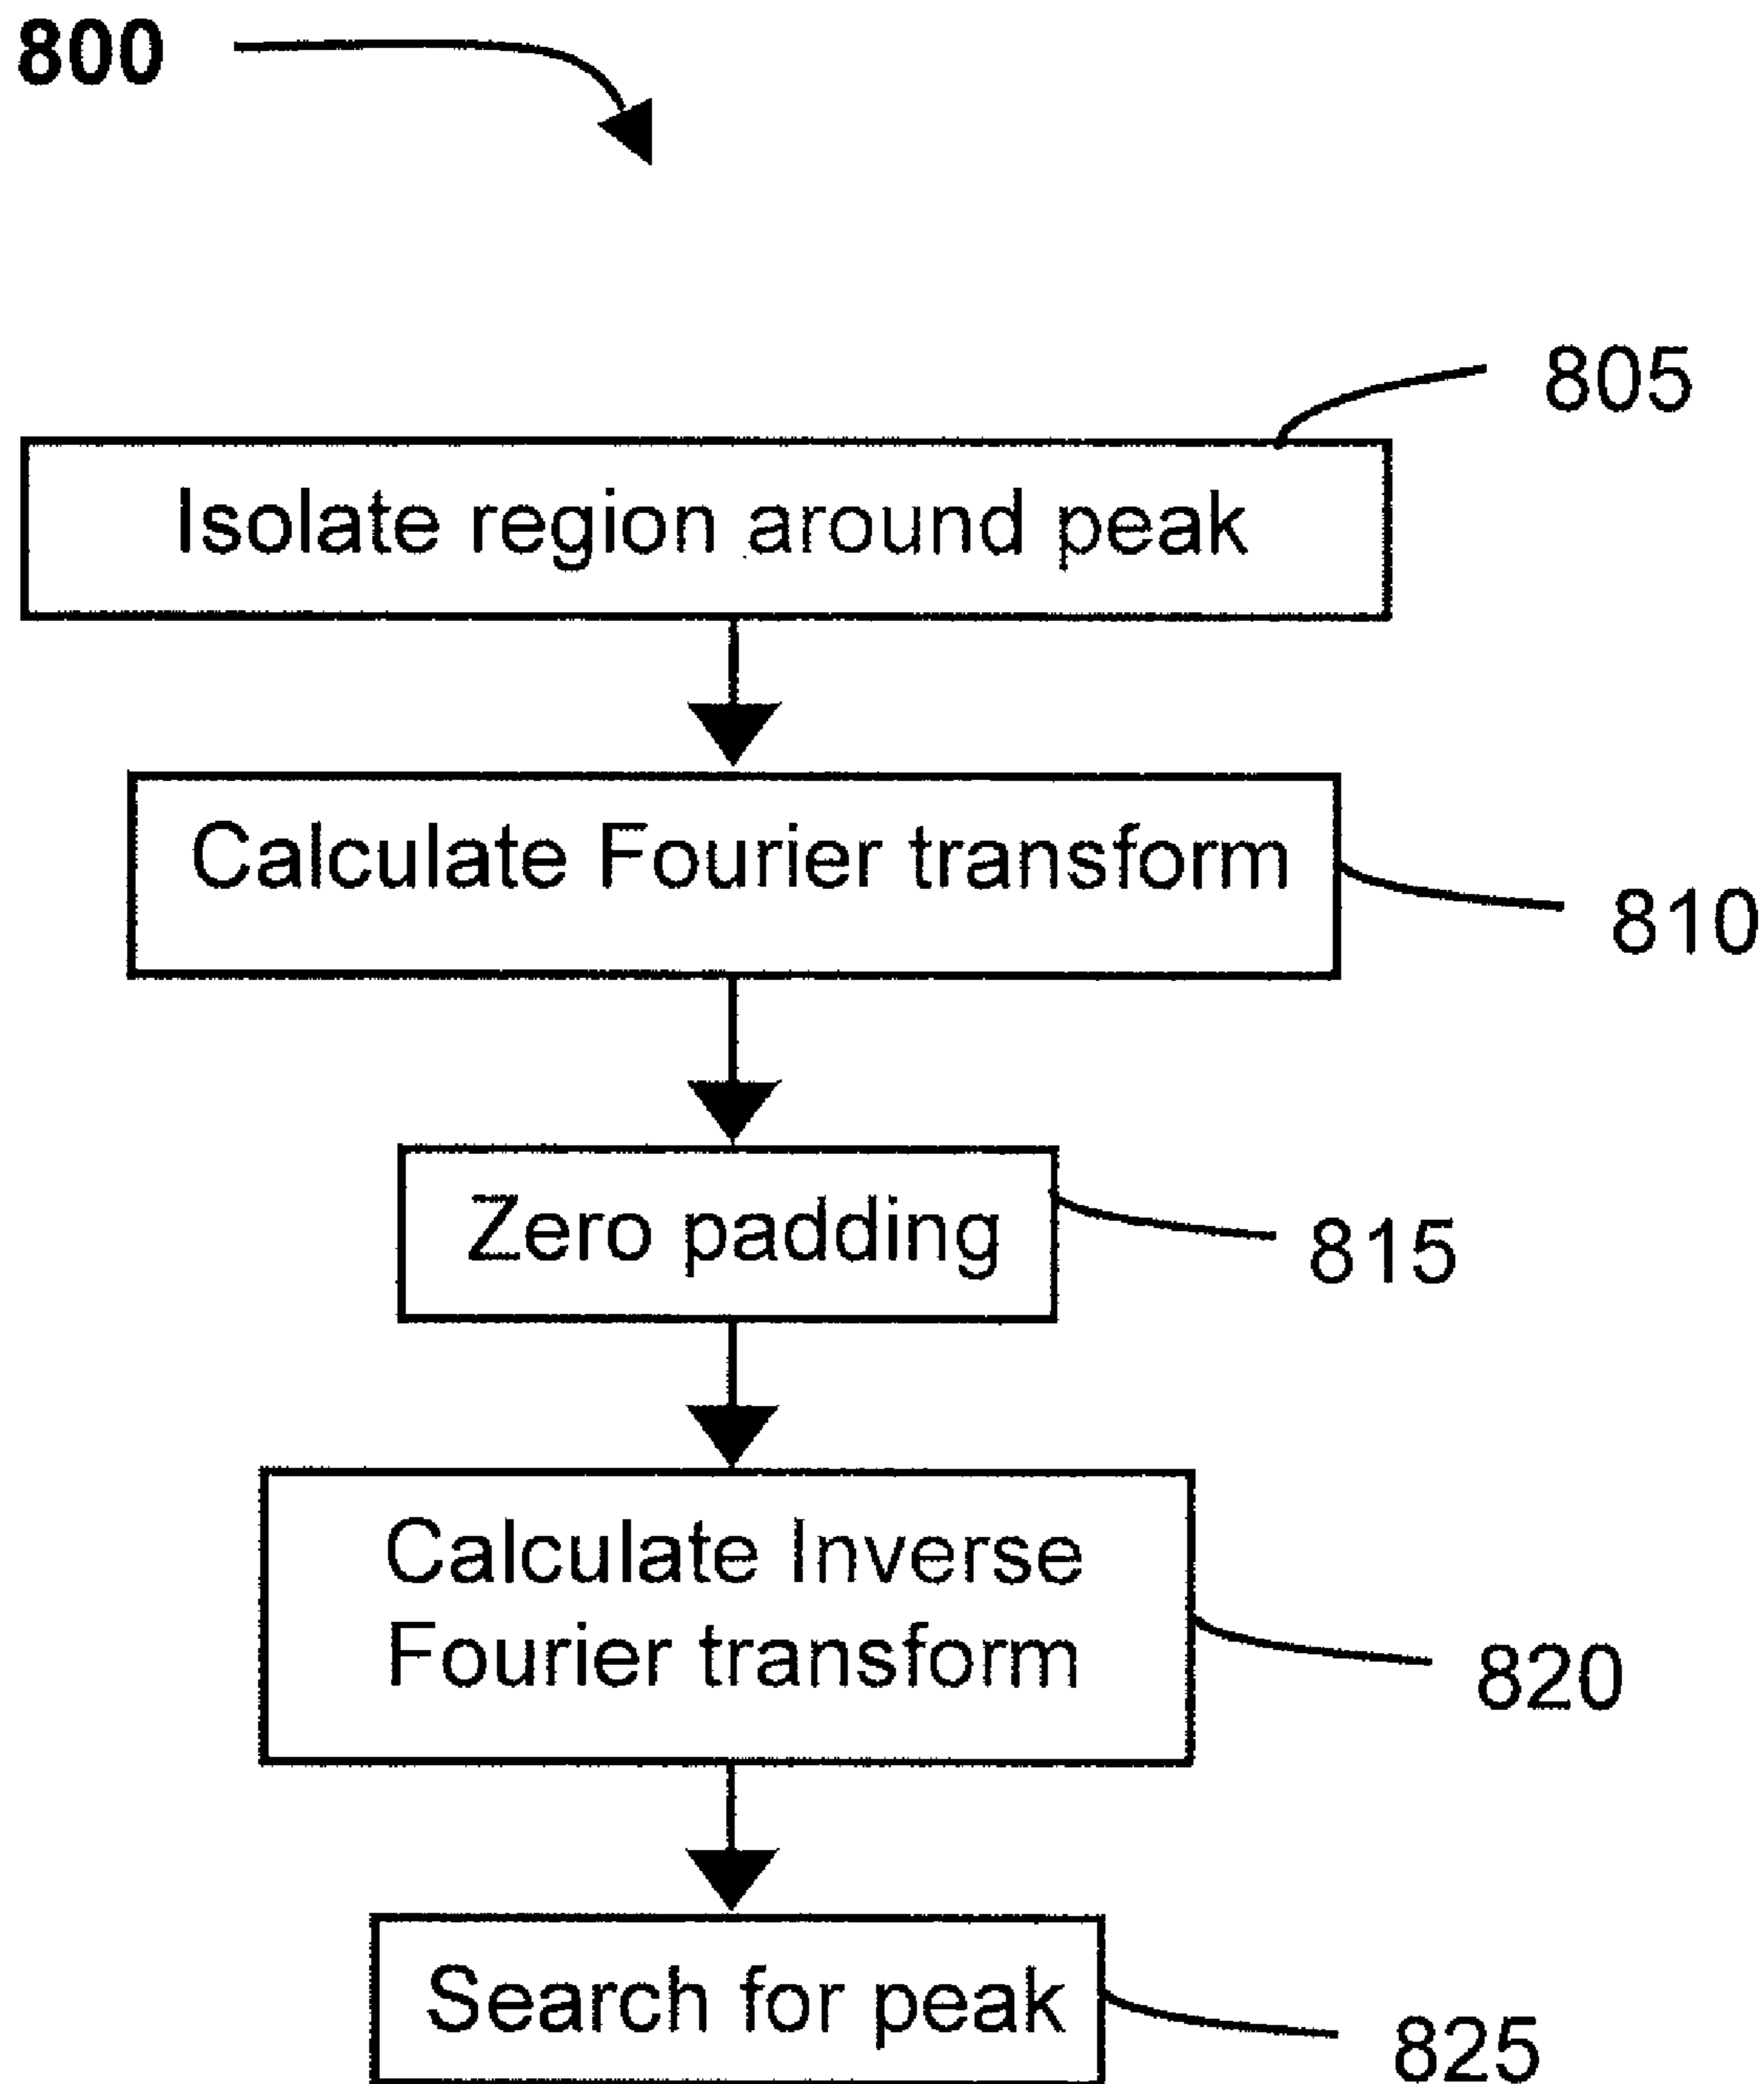 800
805
Isolate region around peak
Calculate Fourier transform
810
Zero padding
815
Calculate Inverse
Fourier transform
820
Search for peak
825